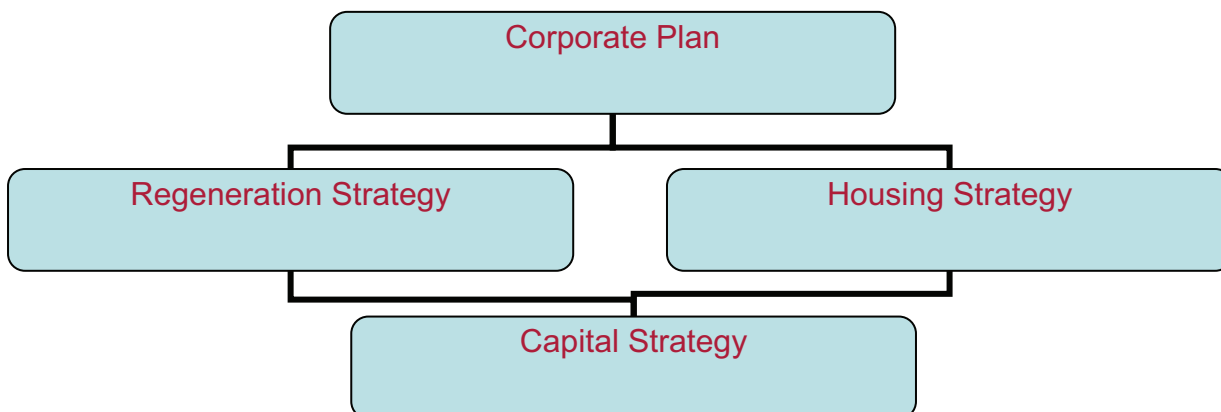 Corporate Plan
Regeneration Strategy
Housing Strategy
Capital Strategy